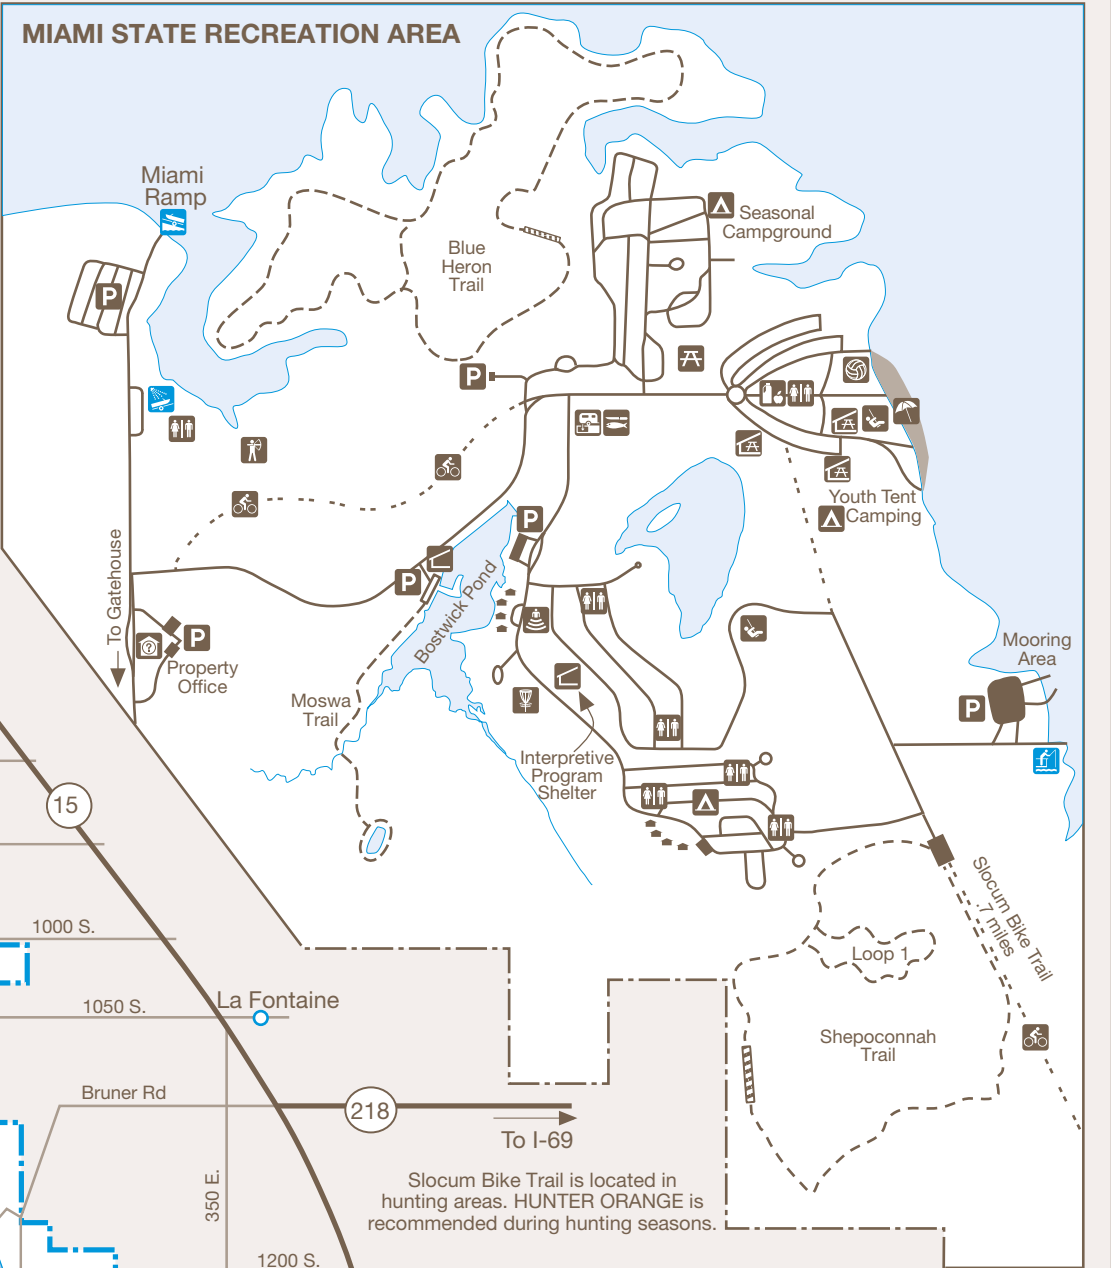 MIAMI STATE RECREATION AREA
Miami
Ramp
P
Blue
Heron
Trail
Seasonal
Campground
P
Youth Tent
Camping
P
P
Bostwick Pond
To Gatehouse
?
P
Property
Office
Moswa
Trail
Interpretive
Program
Shelter
Mooring
Area
P
15
Slocum Bike Trail
.7 miles
Loop 1
Shepoconnah
Trail
1000 S.
La Fontaine
1050 S.
Bruner Rd
218
To I-69
350 E.
Slocum Bike Trail is located in
hunting areas. HUNTER ORANGE is
recommended during hunting seasons.
1200 S.